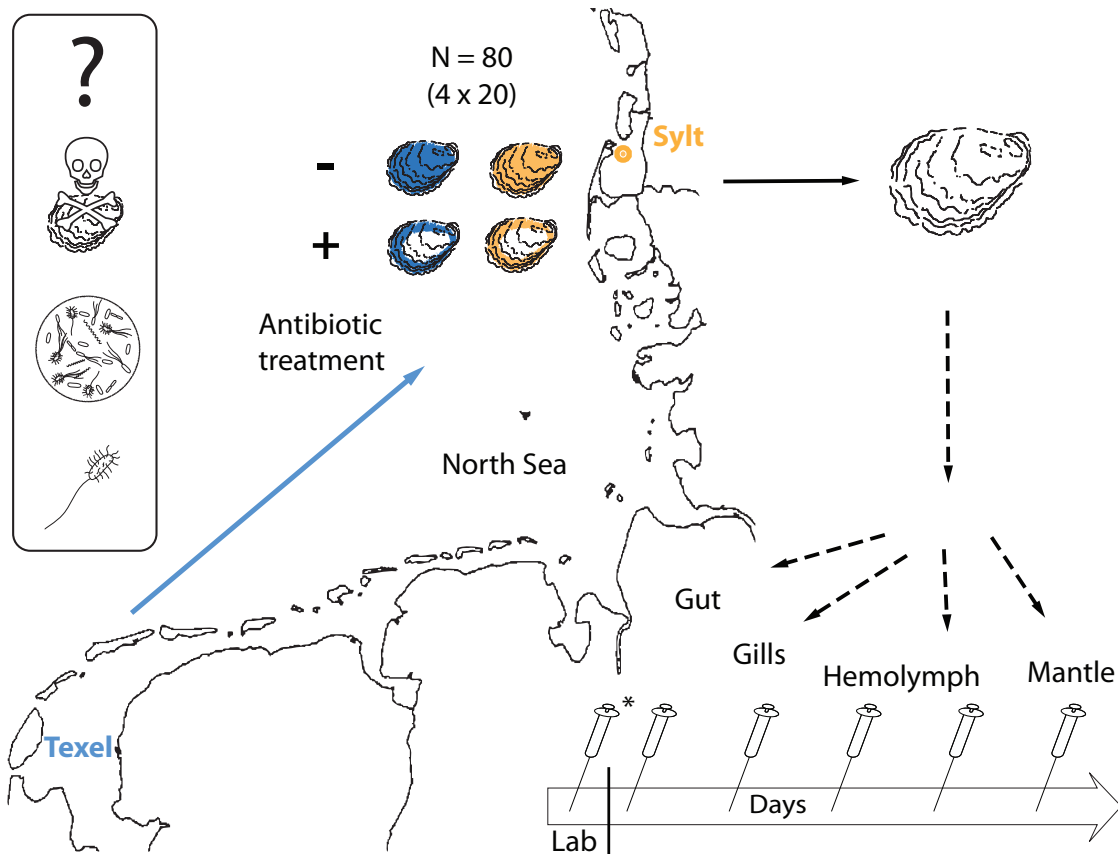 ?
N = 80
(4 x 20)
Sylt
-
+
Antibiotic
treatment
North Sea
Gut
Gills
Hemolymph
Mantle
Texel
*
Days
Lab